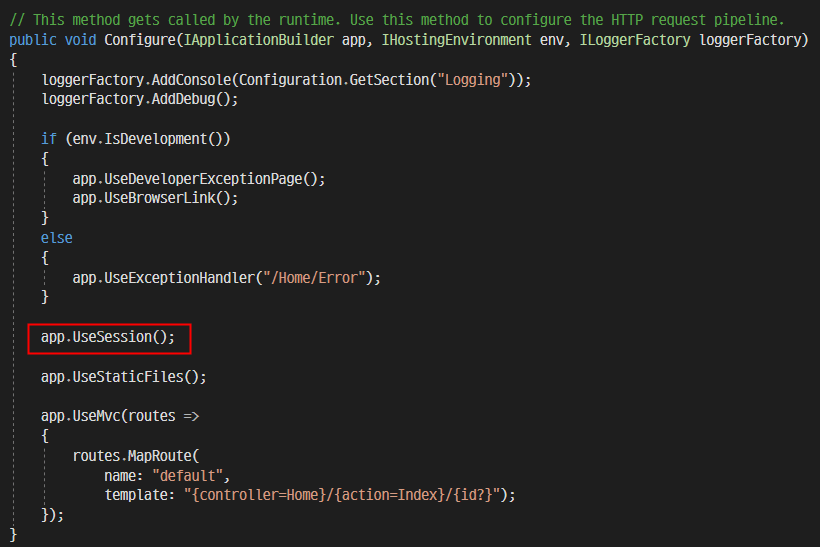 // This method gets called by the runtime. Use this method to configure the HTTP request pipeline.
public void Configure(IApplicationBuilder app, IHostingEnvironment env, ILoggerFactory loggerFactory)
{
    loggerFactory.AddConsole(Configuration.GetSection("Logging"));
    loggerFactory.AddDebug();

    if (env.IsDevelopment())
    {
        app.UseDeveloperExceptionPage();
        app.UseBrowserLink();
    }
    else
    {
        app.UseExceptionHandler("/Home/Error");
    }

    app.UseSession();

    app.UseStaticFiles();

    app.UseMvc(routes =>
    {
        routes.MapRoute(
            name: "default",
            template: "{controller=Home}/{action=Index}/{id?}");
    });
}